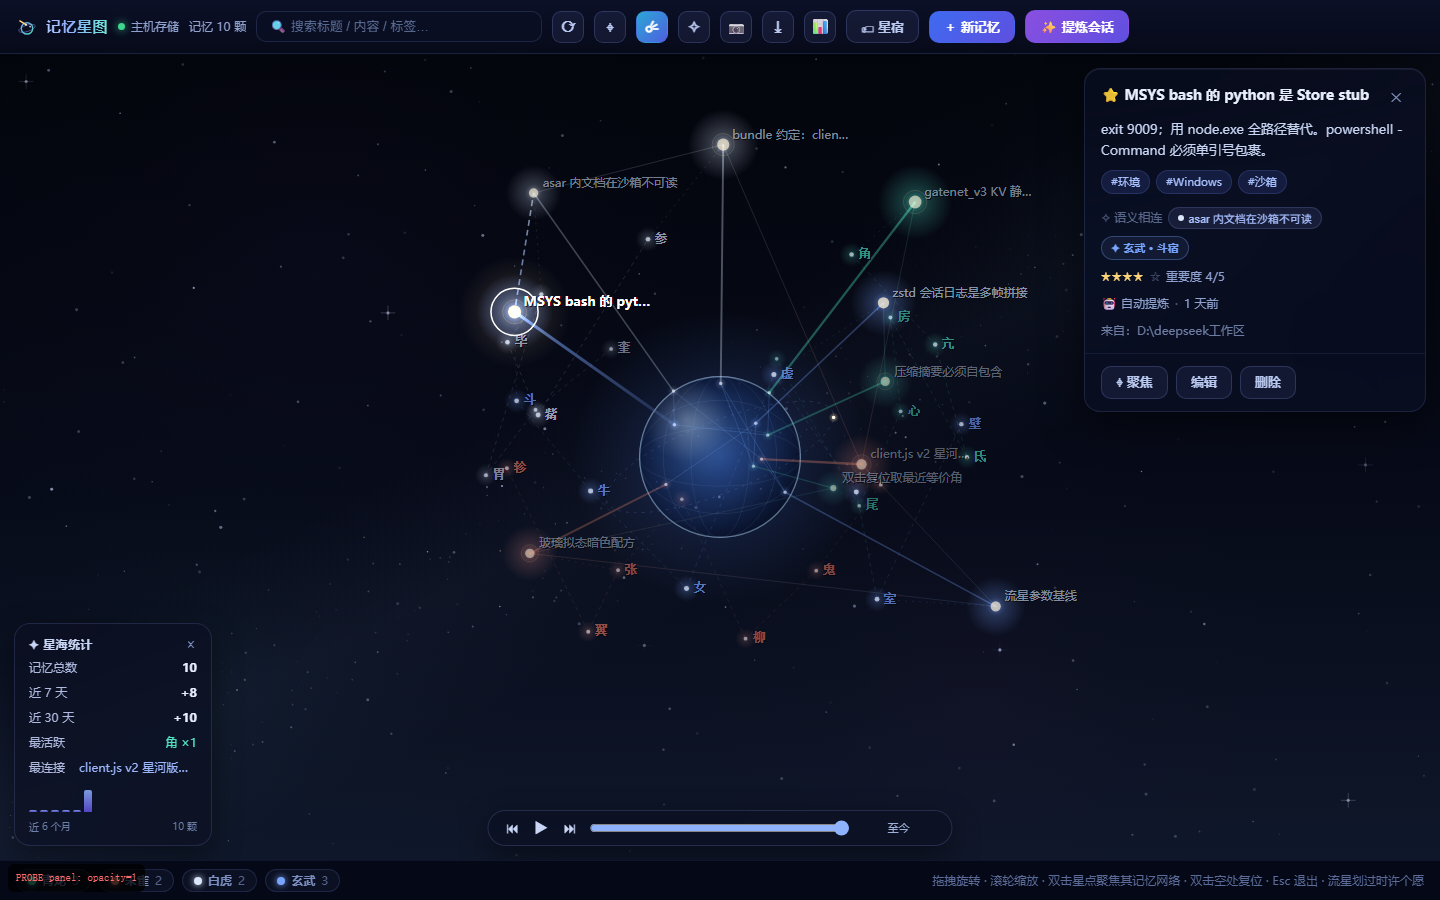 记忆星图 主机存储 记忆 10 颗 搜索标题 / 内容 / 标签... 星宿 + 新记忆 提炼会话
MSYS bash 的 python 是 Store stub ×
exit 9009；用 node.exe 全路径替代。powershell -
Command 必须单引号包裹。
#环境 #Windows #沙箱
语义相连 asar 内文档在沙箱不可读
玄武 • 斗宿
★★★★ ☆ 重要度 4/5
自动提炼 · 1 天前
来自：D:\deepseek工作区
聚焦 编辑 删除
bundle 约定：clien...
asar 内文档在沙箱不可读
gatenet_v3 KV 静...
参
角
zstd 会话日志是多帧拼接
MSYS bash 的 pyt...
房
毕
奎
亢
压缩摘要必须自包含
虚
斗
觜
心
壁
client.js v2 星河...
氐
胃
轸
双击复位取最近等价角
牛
尾
玻璃拟态暗色配方
张
鬼
女
室
流星参数基线
翼
柳
星海统计 ×
记忆总数 10
近 7 天 +8
近 30 天 +10
最活跃 角 ×1
最连接 client.js v2 星河版...
近 6 个月 10 颗
至今
PROBE panel: opacity=1
2
白虎 2
玄武 3
拖拽旋转 · 滚轮缩放 · 双击星点聚焦其记忆网络 · 双击空处复位 · Esc 退出 · 流星划过时许个愿